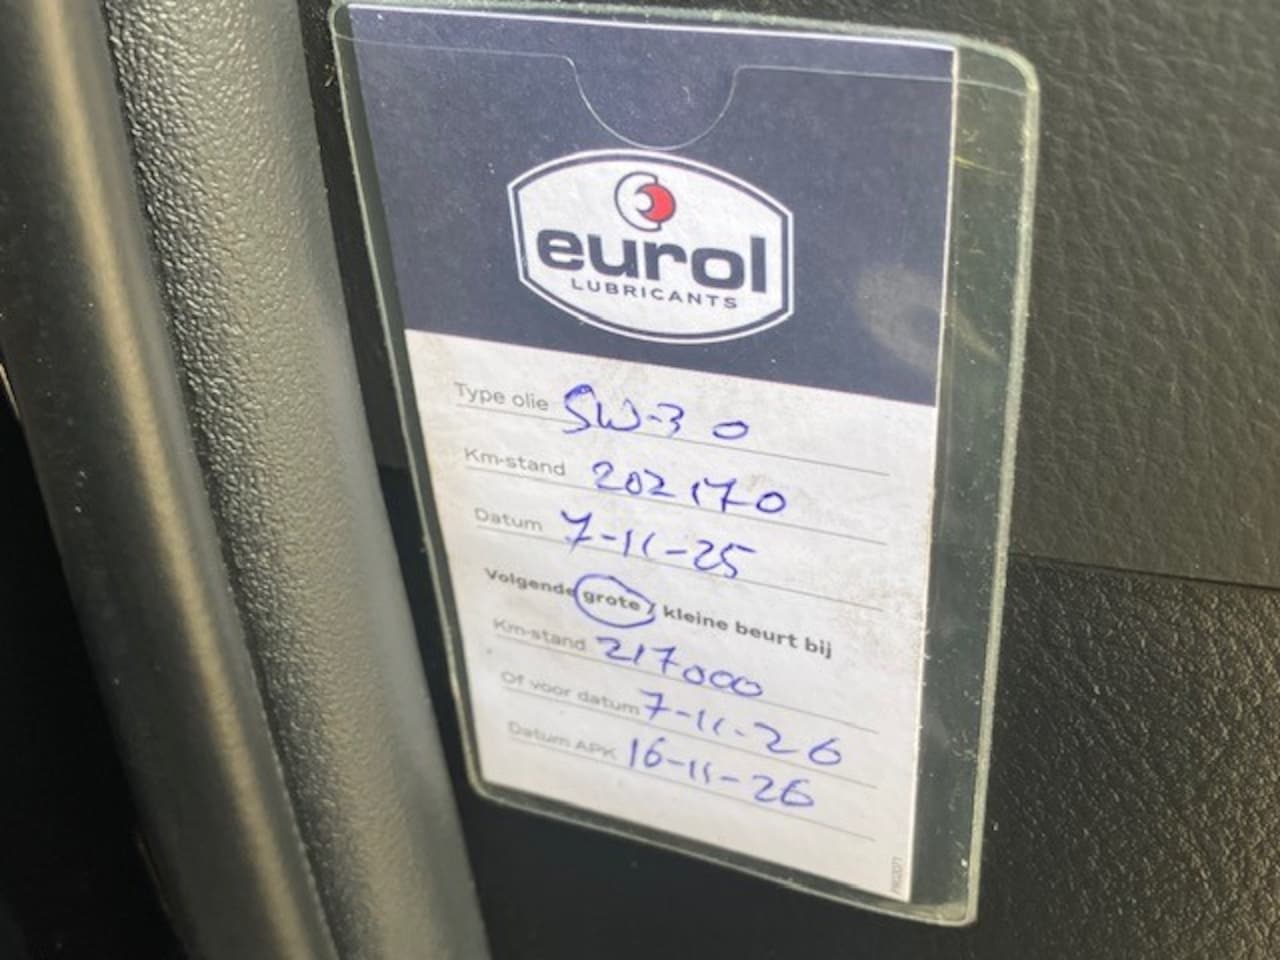 eurol
LUBRICANTS
Type olie 5W-30
Km-stand 202170
Datum 7-11-25
Volgende grote / kleine beurt bij
Km-stand 217000
Of voor datum 7-11-26
Datum APK 16-11-26